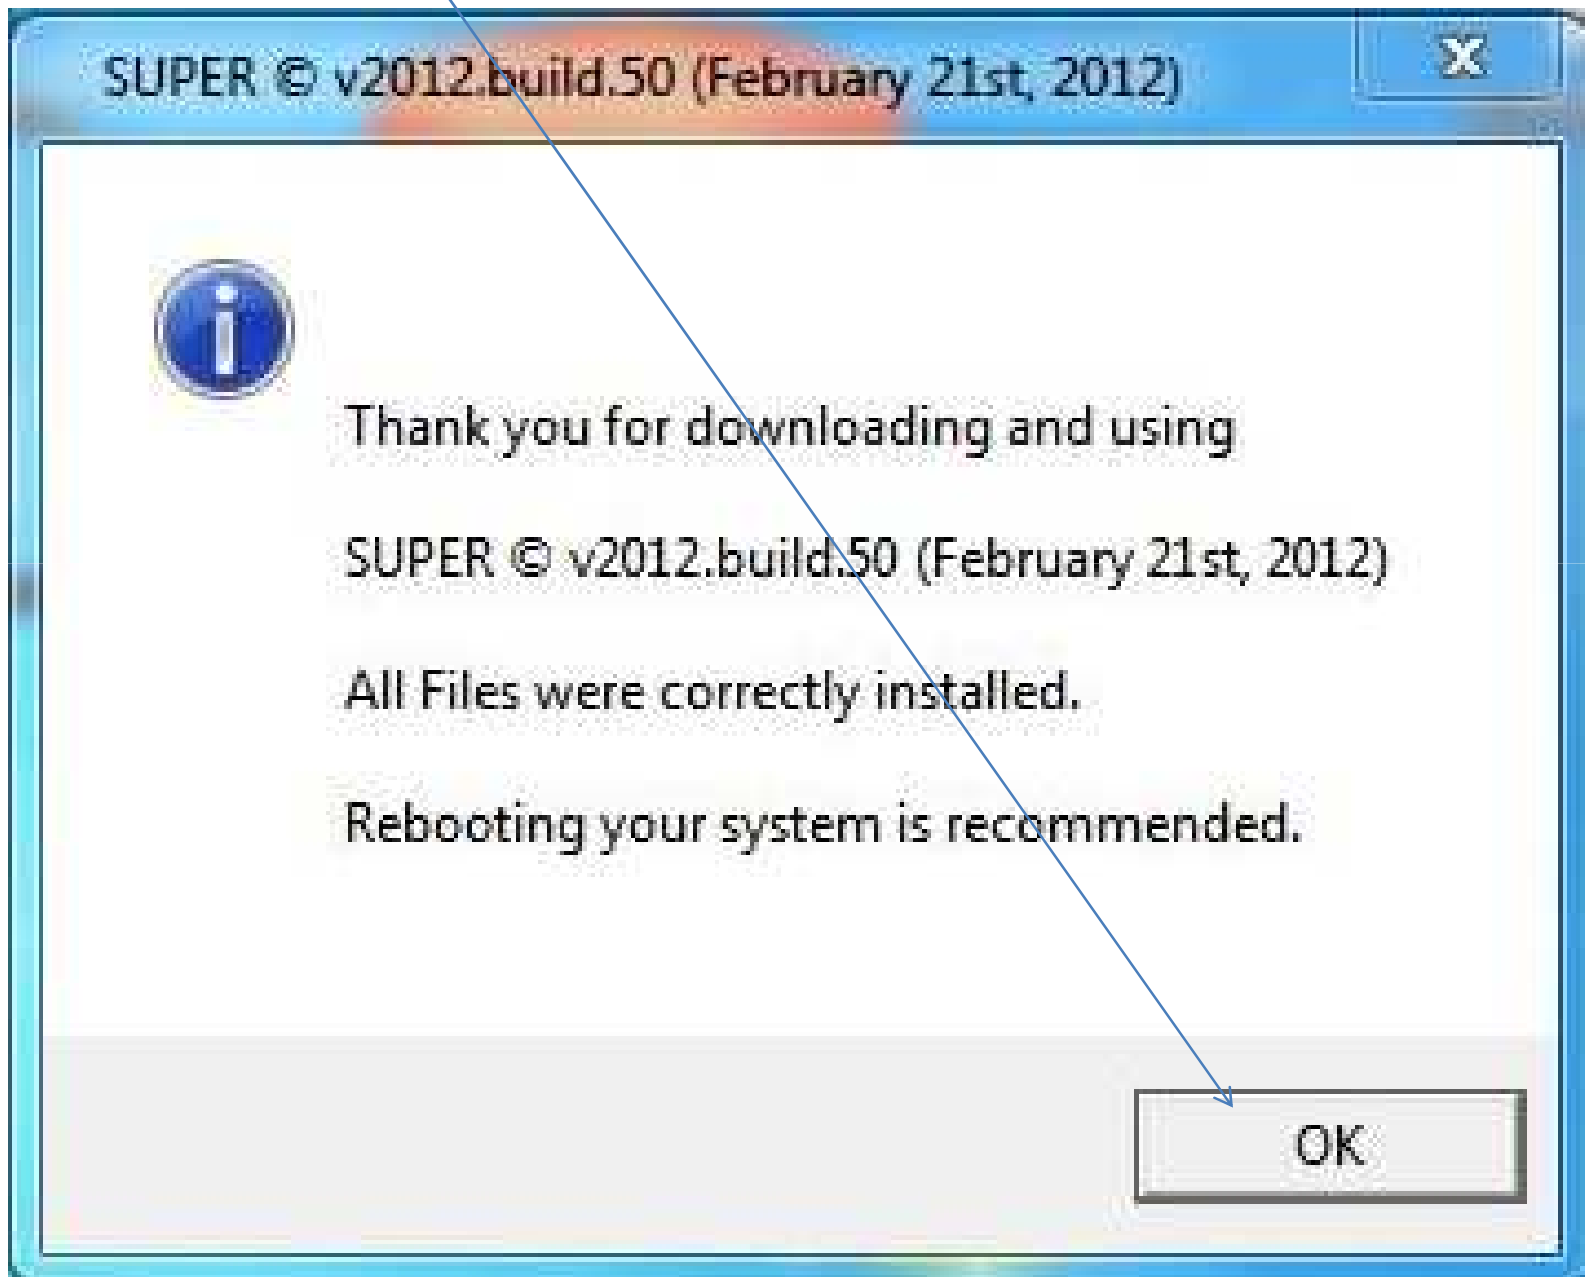 SUPER © v2012.build.50 (February 21st, 2012)
X
i
Thank you for downloading and using
SUPER © v2012.build.50 (February 21st, 2012)
All Files were correctly installed.
Rebooting your system is recommended.
OK